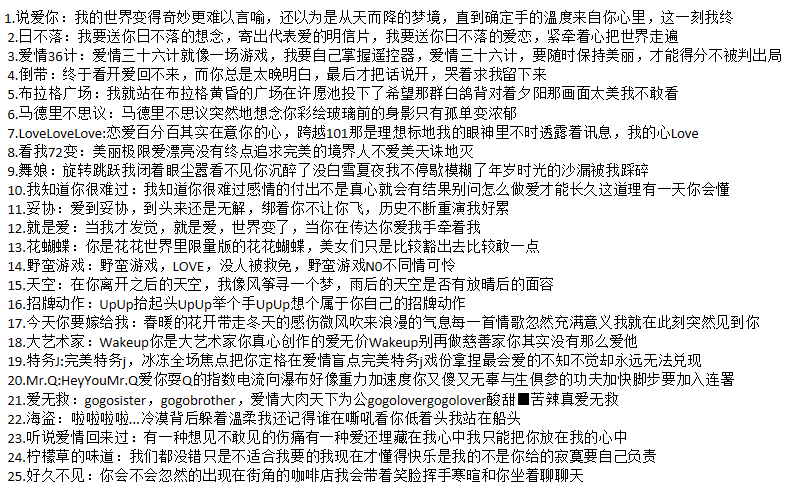 1.说爱你：我的世界变得奇妙更难以言喻，还以为是从天而降的梦境，直到确定手的温度来自你心里，这一刻我终
2.日不落：我要送你日不落的想念，寄出代表爱的明信片，我要送你日不落的爱恋，紧牵着心把世界走遍
3.爱情36计：爱情三十六计就像一场游戏，我要自己掌握遥控器，爱情三十六计，要随时保持美丽，才能得分不被判出局
4.倒带：终于看开爱回不来，而你总是太晚明白，最后才把话说开，哭着求我留下来
5.布拉格广场：我就站在布拉格黄昏的广场在许愿池投下了希望那群白鸽背对着夕阳那画面太美我不敢看
6.马德里不思议：马德里不思议突然地想念你彩绘玻璃前的身影只有孤单变浓郁
7.LoveLoveLove:恋爱百分百其实在意你的心，跨越101那是理想标地我的眼神里不时透露着讯息，我的心Love
8.看我72变：美丽极限爱漂亮没有终点追求完美的境界人不爱美天诛地灭
9.舞娘：旋转跳跃我闭着眼尘嚣看不见你沉醉了没白雪夏夜我不停歇模糊了年岁时光的沙漏被我踩碎
10.我知道你很难过：我知道你很难过感情的付出不是真心就会有结果别问怎么做爱才能长久这道理有一天你会懂
11.妥协：爱到妥协，到头来还是无解，绑着你不让你飞，历史不断重演我好累
12.就是爱：当我才发觉，就是爱，世界变了，当你在传达你爱我手牵着我
13.花蝴蝶：你是花花世界里限量版的花花蝴蝶，美女们只是比较豁出去比较敢一点
14.野蛮游戏：野蛮游戏，LOVE，没人被救免，野蛮游戏N0不同情可怜
15.天空：在你离开之后的天空，我像风筝寻一个梦，雨后的天空是否有放晴后的面容
16.招牌动作：UpUp抬起头UpUp举个手UpUp想个属于你自己的招牌动作
17.今天你要嫁给我：春暖的花开带走冬天的感伤微风吹来浪漫的气息每一首情歌忽然充满意义我就在此刻突然见到你
18.大艺术家：Wakeup你是大艺术家你真心创作的爱无价Wakeup别再做慈善家你其实没有那么爱他
19.特务J:完美特务j，冰冻全场焦点把你定格在爱情盲点完美特务j戏份拿捏最会爱的不知不觉却永远无法兑现
20.Mr.Q:HeyYouMr.Q爱你耍Q的指数电流向瀑布好像重力加速度你又傻又无辜与生俱参的功夫加快脚步要加入连署
21.爱无救：gogosister，gogobrother，爱情大肉天下为公gogolovergogolover酸甜■苦辣真爱无救
22.海盗：啦啦啦啦...冷漠背后躲着温柔我还记得谁在嘶吼看你低着头我站在船头
23.听说爱情回来过：有一种想见不敢见的伤痛有一种爱还埋藏在我心中我只能把你放在我的心中
24.柠檬草的味道：我们都没错只是不适合我要的我现在才懂得快乐是我的不是你给的寂寞要自己负责
25.好久不见：你会不会忽然的出现在街角的咖啡店我会带着笑脸挥手寒暄和你坐着聊聊天